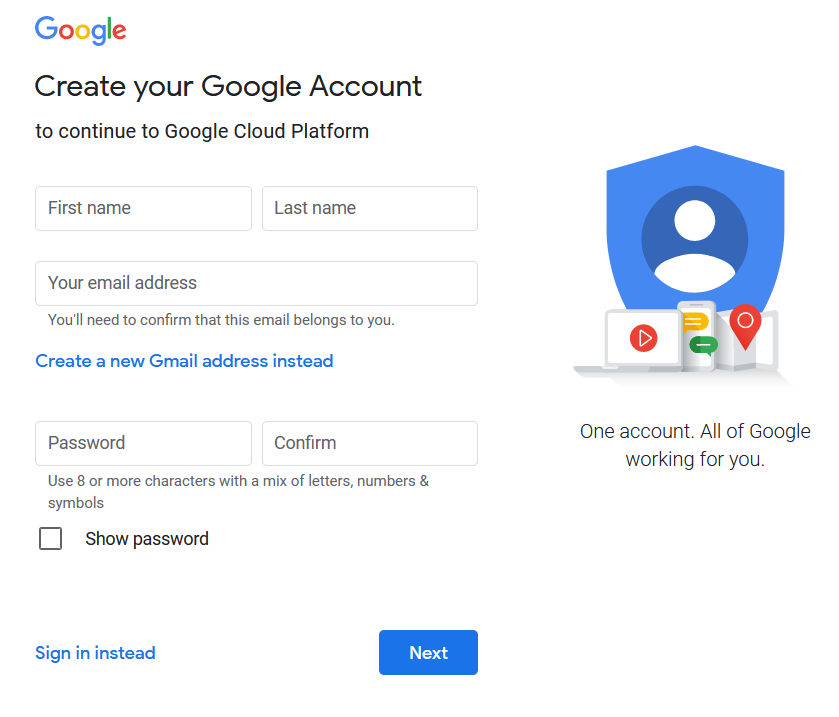 Google
Create your Google Account
to continue to Google Cloud Platform
First name
Last name
Your email address
You'll need to confirm that this email belongs to you.
Create a new Gmail address instead
Password
Confirm
Use 8 or more characters with a mix of letters, numbers &
symbols
Show password
Sign in instead
Next
One account. All of Google
working for you.